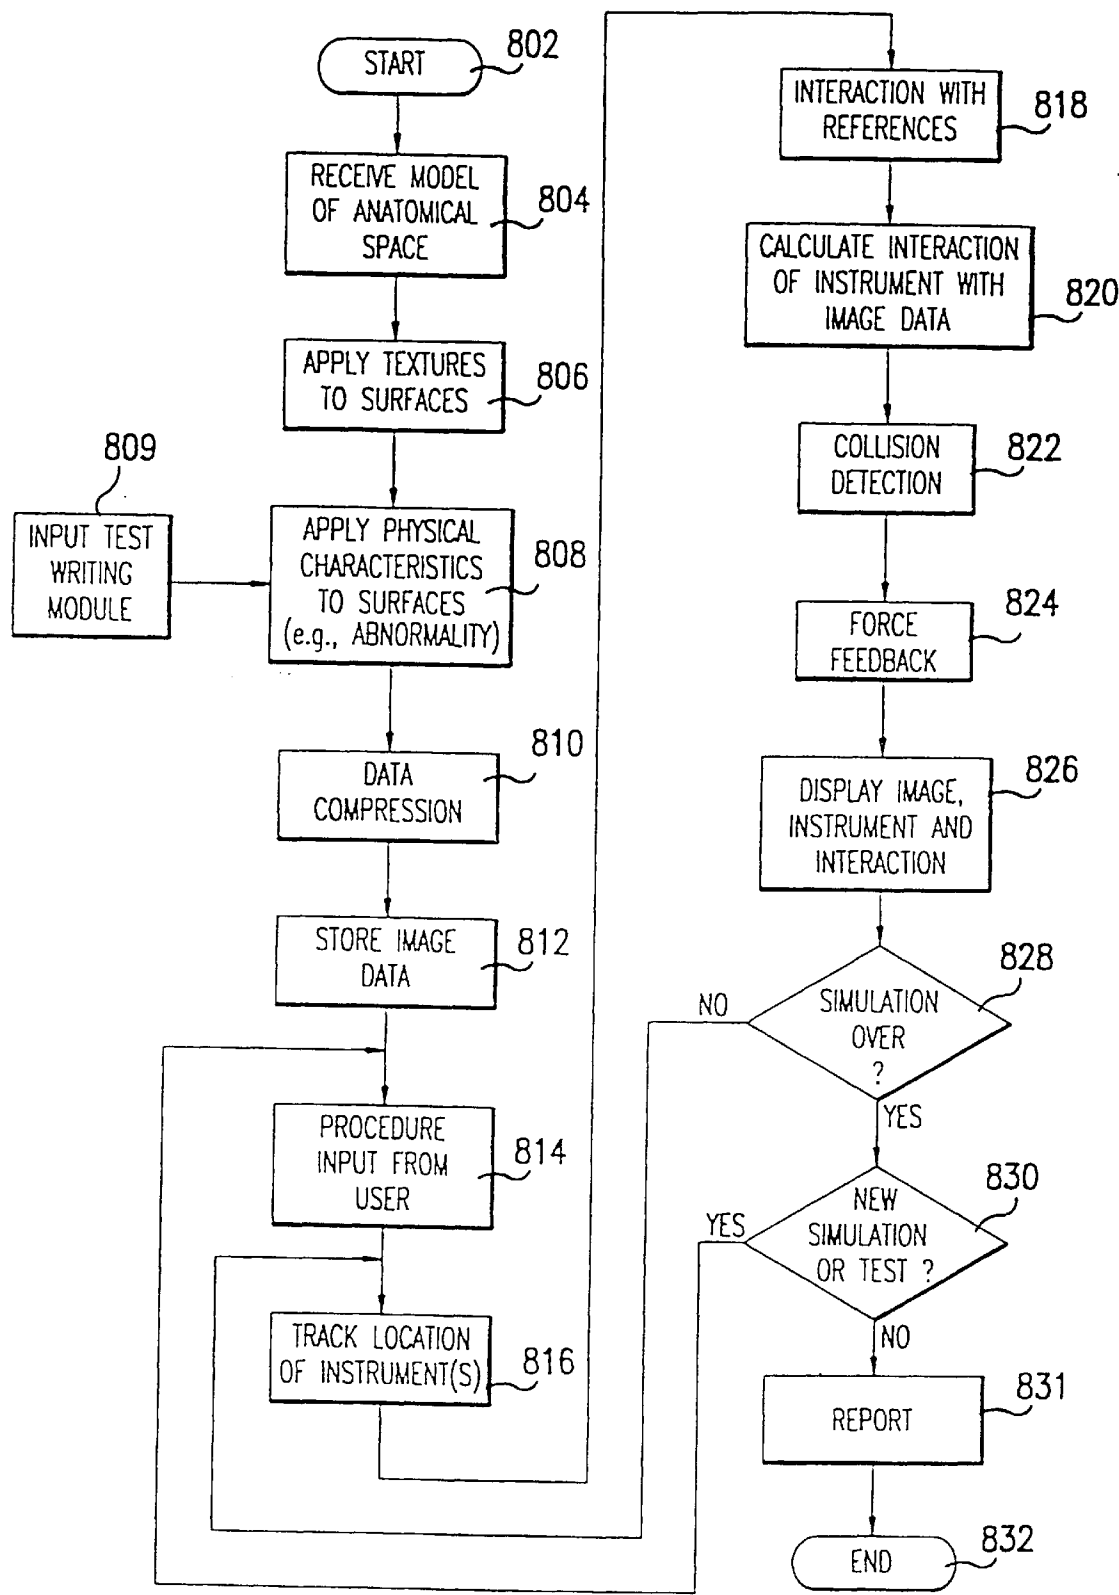 START
802
RECEIVE MODEL
OF ANATOMICAL
SPACE
804
APPLY TEXTURES
TO SURFACES
806
809
INPUT TEST
WRITING
MODULE
APPLY PHYSICAL
CHARACTERISTICS
TO SURFACES
(e.g., ABNORMALITY)
808
DATA
COMPRESSION
810
STORE IMAGE
DATA
812
PROCEDURE
INPUT FROM
USER
814
TRACK LOCATION
OF INSTRUMENT(S)
816
INTERACTION WITH
REFERENCES
818
CALCULATE INTERACTION
OF INSTRUMENT WITH
IMAGE DATA
820
COLLISION
DETECTION
822
FORCE
FEEDBACK
824
DISPLAY IMAGE,
INSTRUMENT AND
INTERACTION
826
SIMULATION
OVER
?
828
NO
YES
NEW
SIMULATION
OR TEST ?
830
YES
NO
REPORT
831
END
832